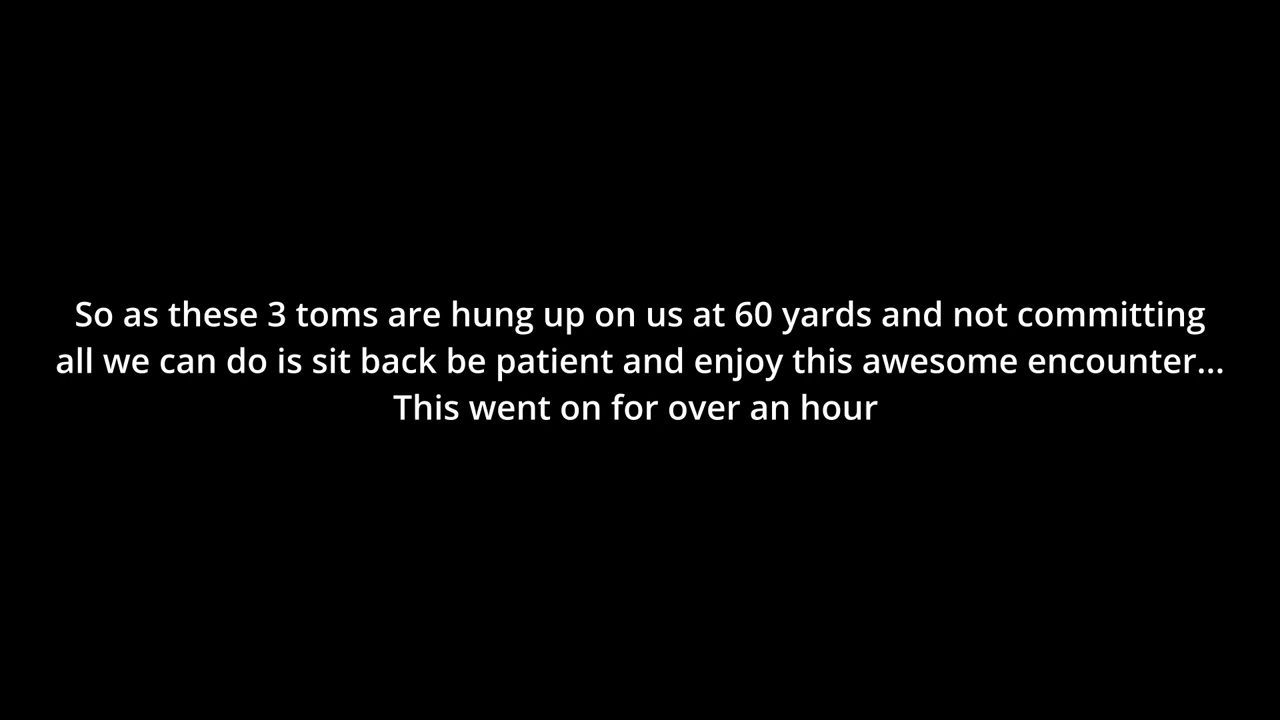 So as these 3 toms are hung up on us at 60 yards and not committing
all we can do is sit back be patient and enjoy this awesome encounter...
This went on for over an hour